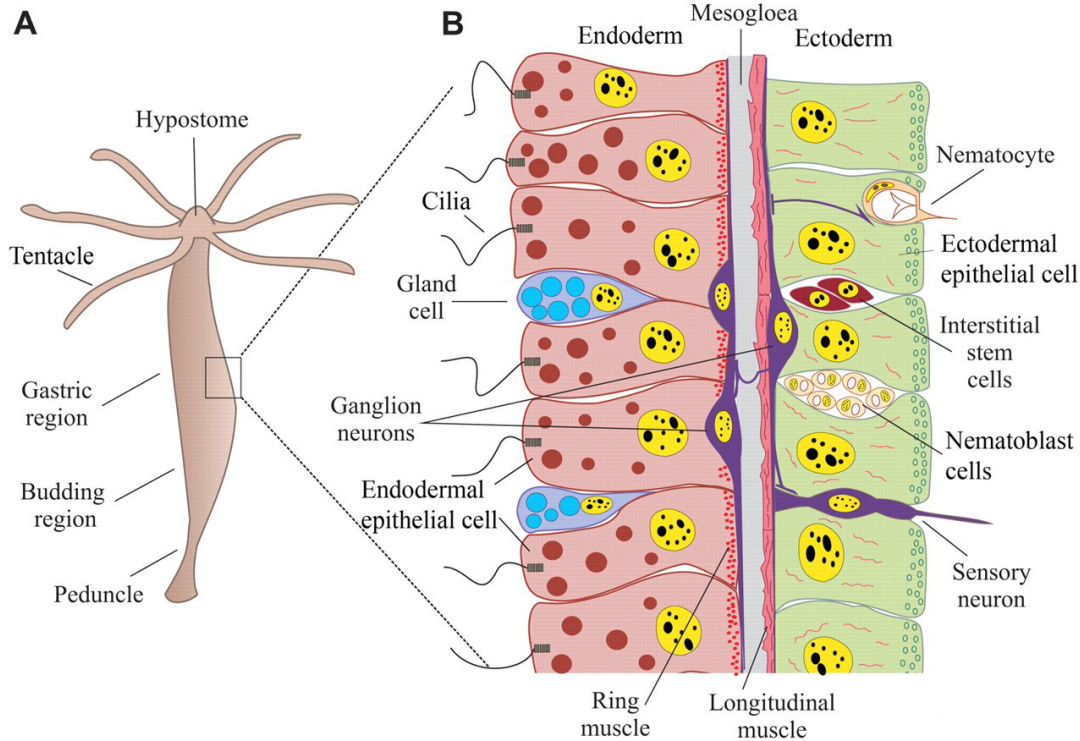 A
Hypostome
Tentacle
Gastric
region
Budding
region
Peduncle
B
Mesogloea
Endoderm
Ectoderm
Cilia
Gland
cell
Ganglion
neurons
Endodermal
epithelial cell
Nematocyte
Ectodermal
epithelial cell
Interstitial
stem
cells
Nematoblast
cells
Sensory
neuron
Ring
muscle
Longitudinal
muscle